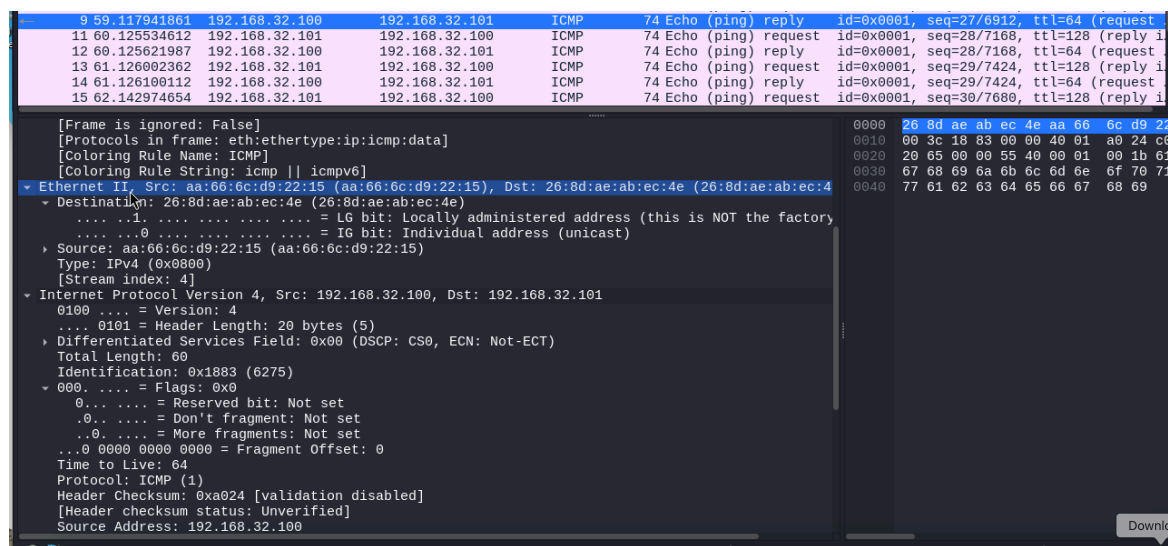 9 59.117941861 192.168.32.100 192.168.32.101 ICMP 74 Echo (ping) reply id=0x0001, seq=27/6912, ttl=64 (request
11 60.125534612 192.168.32.101 192.168.32.100 ICMP 74 Echo (ping) request id=0x0001, seq=28/7168, ttl=128 (reply i
12 60.125621987 192.168.32.100 192.168.32.101 ICMP 74 Echo (ping) reply id=0x0001, seq=28/7168, ttl=64 (request
13 61.126002362 192.168.32.101 192.168.32.100 ICMP 74 Echo (ping) request id=0x0001, seq=29/7424, ttl=128 (reply i
14 61.126100112 192.168.32.100 192.168.32.101 ICMP 74 Echo (ping) reply id=0x0001, seq=29/7424, ttl=64 (request
15 62.142974654 192.168.32.101 192.168.32.100 ICMP 74 Echo (ping) request id=0x0001, seq=30/7680, ttl=128 (reply i
[Frame is ignored: False]
[Protocols in frame: eth:ethertype:ip:icmp:data]
[Coloring Rule Name: ICMP]
[Coloring Rule String: icmp || icmpv6]
Ethernet II, Src: aa:66:6c:d9:22:15 (aa:66:6c:d9:22:15), Dst: 26:8d:ae:ab:ec:4e (26:8d:ae:ab:ec:4
Destination: 26:8d:ae:ab:ec:4e (26:8d:ae:ab:ec:4e)
.... ..1. .... .... .... .... = LG bit: Locally administered address (this is NOT the factory
.... ...0 .... .... .... .... = IG bit: Individual address (unicast)
Source: aa:66:6c:d9:22:15 (aa:66:6c:d9:22:15)
Type: IPv4 (0x0800)
[Stream index: 4]
Internet Protocol Version 4, Src: 192.168.32.100, Dst: 192.168.32.101
0100 .... = Version: 4
.... 0101 = Header Length: 20 bytes (5)
Differentiated Services Field: 0x00 (DSCP: CS0, ECN: Not-ECT)
Total Length: 60
Identification: 0x1883 (6275)
000. .... = Flags: 0x0
0... .... = Reserved bit: Not set
.0.. .... = Don't fragment: Not set
..0. .... = More fragments: Not set
...0 0000 0000 0000 = Fragment Offset: 0
Time to Live: 64
Protocol: ICMP (1)
Header Checksum: 0xa024 [validation disabled]
[Header checksum status: Unverified]
Source Address: 192.168.32.100
0000 26 8d ae ab ec 4e aa 66 6c d9 22
0010 00 3c 18 83 00 00 40 01 a0 24 c0
0020 20 65 00 00 55 40 00 01 00 1b 61
0030 67 68 69 6a 6b 6c 6d 6e 6f 70 71
0040 77 61 62 63 64 65 66 67 68 69
Downlo